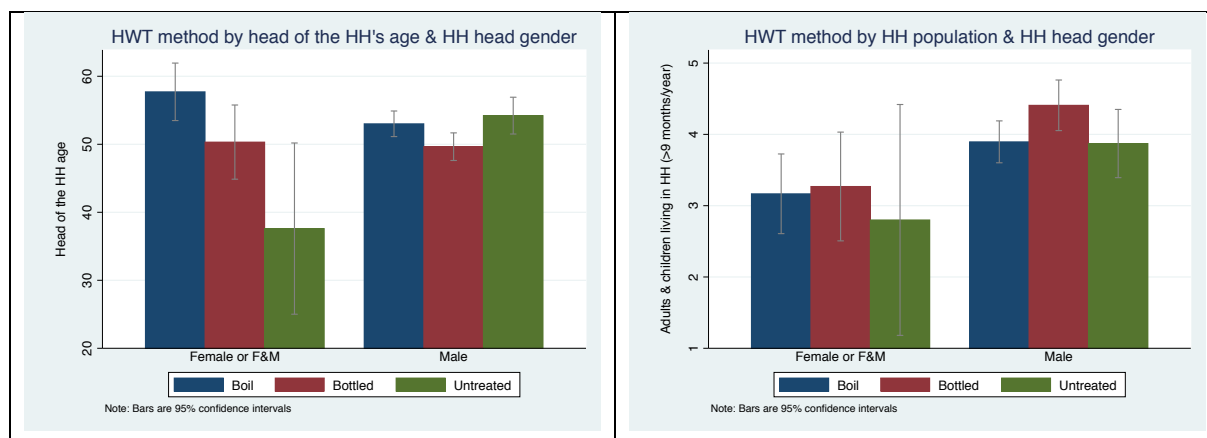 HWT method by head of the HH's age & HH head gender
Head of the HH age
60
50
40
30
20
Female or F&M
Male
Boil
Bottled
Untreated
Note: Bars are 95% confidence intervals
HWT method by HH population & HH head gender
Adults & children living in HH (>9 months/year)
5
4
3
2
1
Female or F&M
Male
Boil
Bottled
Untreated
Note: Bars are 95% confidence intervals